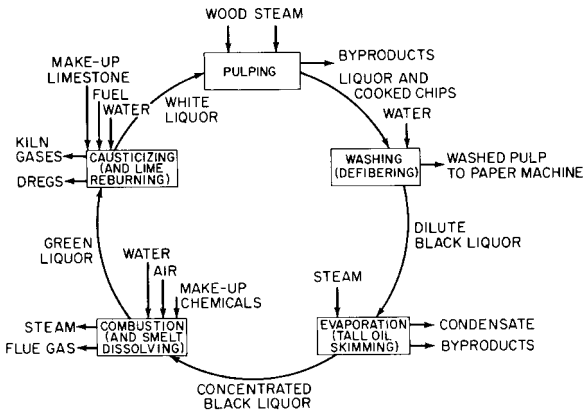 WOOD STEAM
PULPING
BYPRODUCTS
LIQUOR AND
COOKED CHIPS
WATER
WASHING
(DEFIBERING)
WASHED PULP
TO PAPER MACHINE
DILUTE
BLACK LIQUOR
STEAM
EVAPORATION
(TALL OIL
SKIMMING)
CONDENSATE
BYPRODUCTS
CONCENTRATED
BLACK LIQUOR
WATER
AIR
MAKE-UP
CHEMICALS
COMBUSTION
(AND SMELT
DISSOLVING)
STEAM
FLUE GAS
GREEN
LIQUOR
MAKE-UP
LIMESTONE
FUEL
WATER
CAUSTICIZING
(AND LIME
REBURNING)
KILN
GASES
DREGS
WHITE
LIQUOR